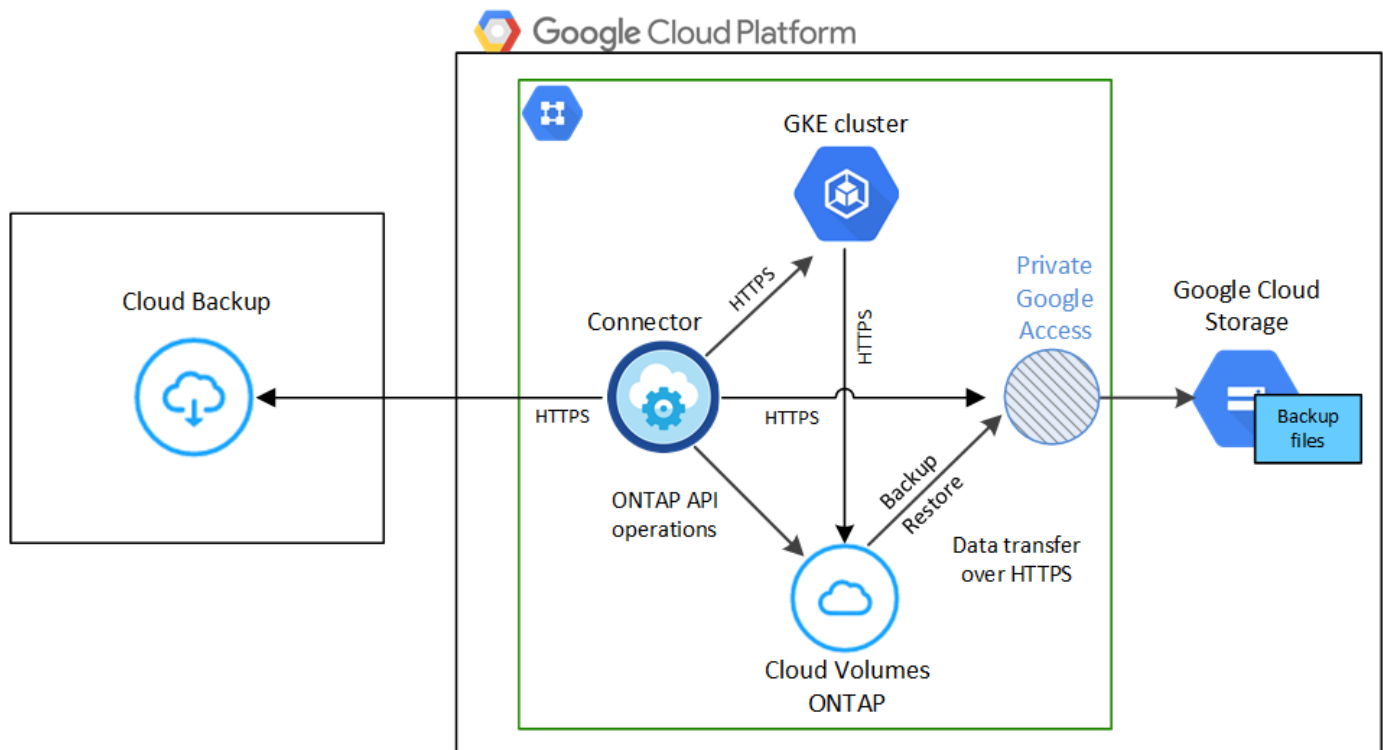 Google Cloud Platform
GKE cluster
Private
Google
Access
Google Cloud
Storage
Cloud Backup
Connector
HTTPS
HTTPS
HTTPS
HTTPS
Backup
files
Backup
Restore
ONTAP API
operations
Data transfer
over HTTPS
Cloud Volumes
ONTAP